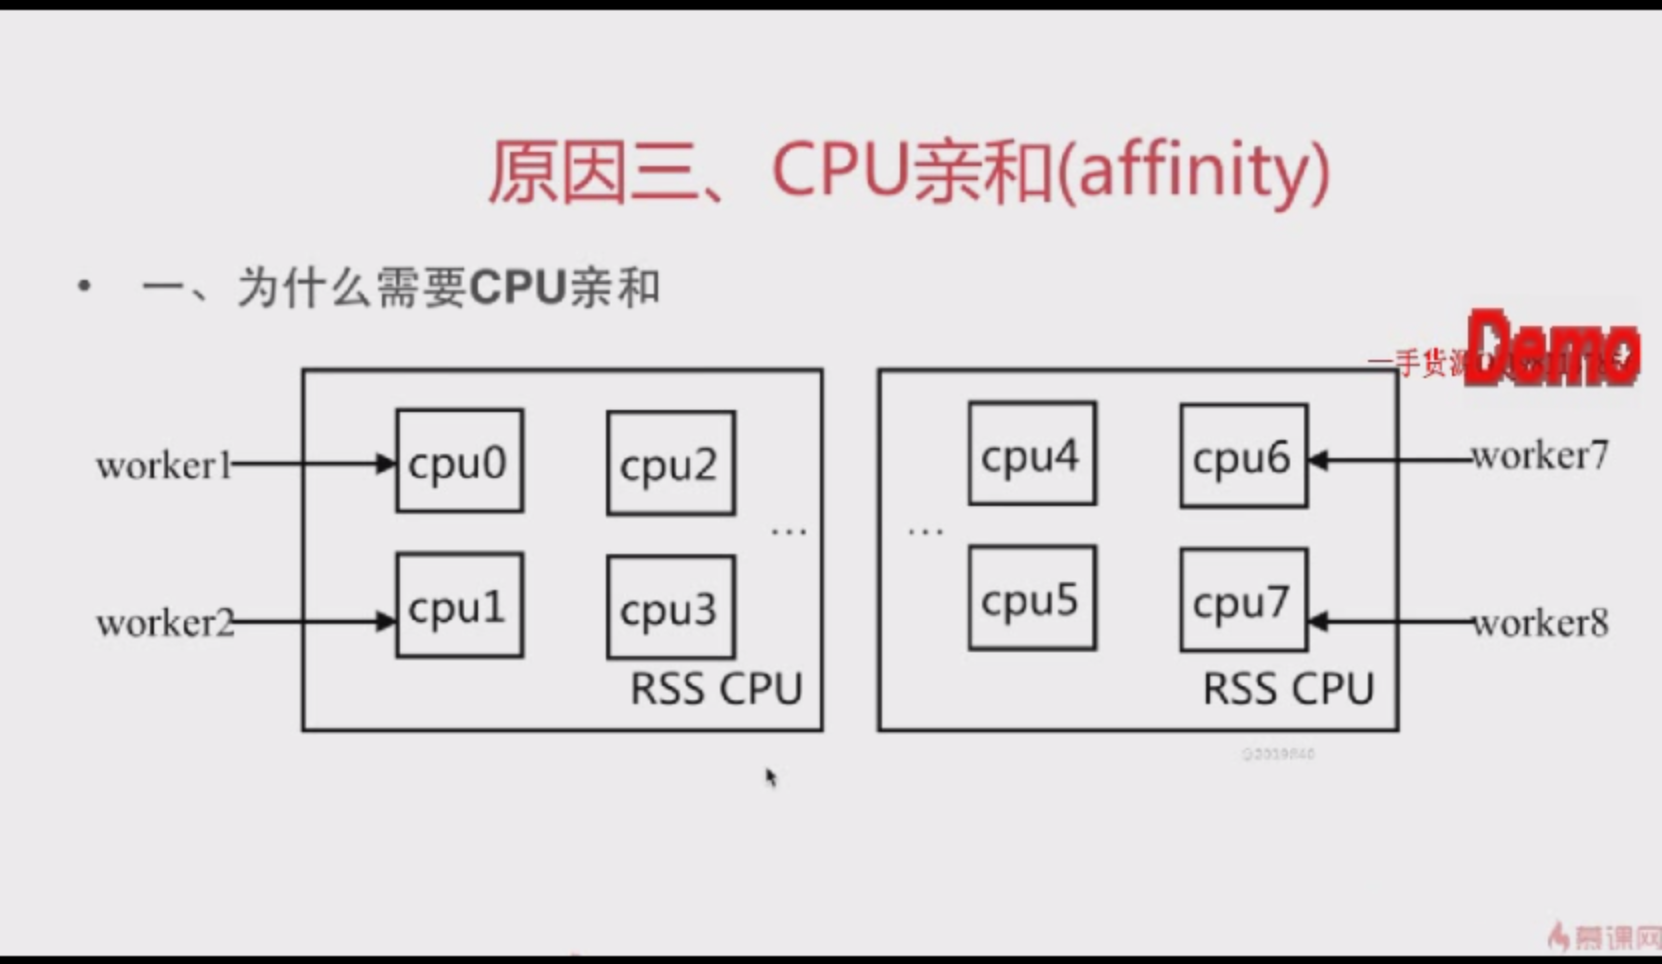 原因三、CPU亲和(affinity)
• 一、为什么需要CPU亲和
Demo
一手货源
worker1
cpu0
cpu2
cpu4
cpu6
worker7
...
...
worker2
cpu1
cpu3
cpu5
cpu7
worker8
RSS CPU
RSS CPU
慕课网